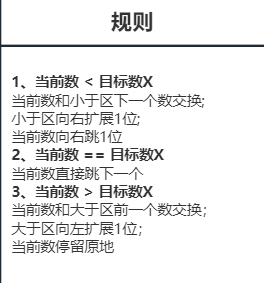 规则
1、当前数 < 目标数X
当前数和小于区下一个数交换;
小于区向右扩展1位;
当前数向右跳1位
2、当前数 == 目标数X
当前数直接跳下一个
3、当前数 > 目标数X
当前数和大于区前一个数交换;
大于区向左扩展1位;
当前数停留原地